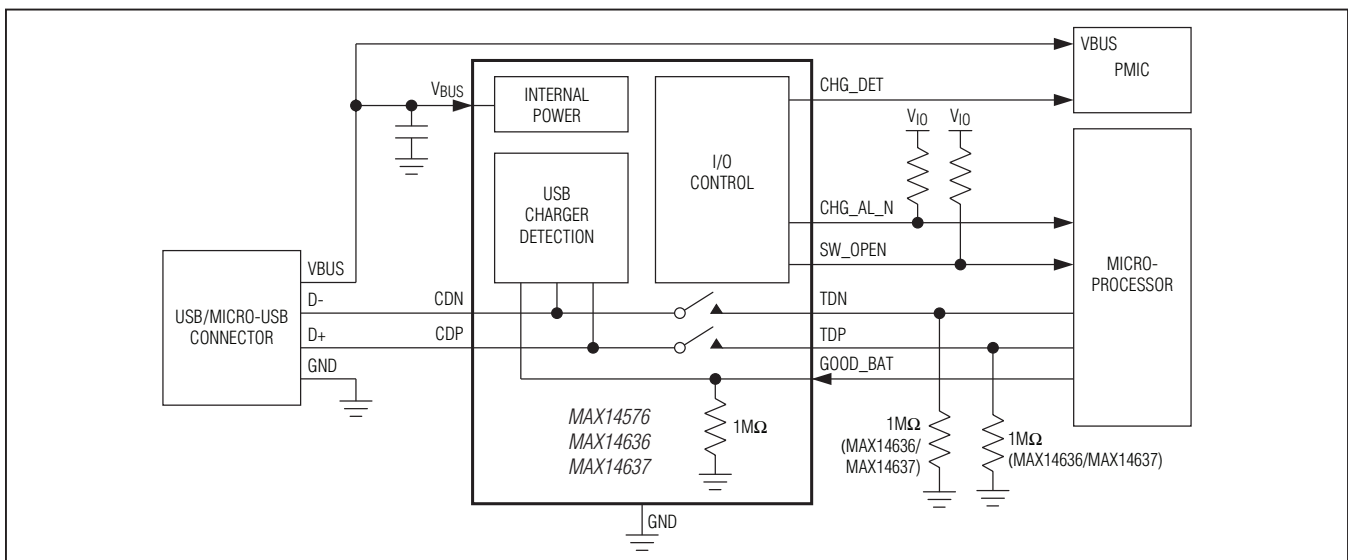 VBUS
PMIC
VBUS
INTERNAL
POWER
CHG_DET
VIO
VIO
I/O
CONTROL
USB
CHARGER
DETECTION
CHG_AL_N
SW_OPEN
MICRO-
PROCESSOR
USB/MICRO-USB
CONNECTOR
VBUS
D-
D+
GND
CDN
CDP
TDN
TDP
GOOD_BAT
MAX14576
MAX14636
MAX14637
1MΩ
1MΩ
(MAX14636/
MAX14637)
1MΩ
(MAX14636/MAX14637)
GND